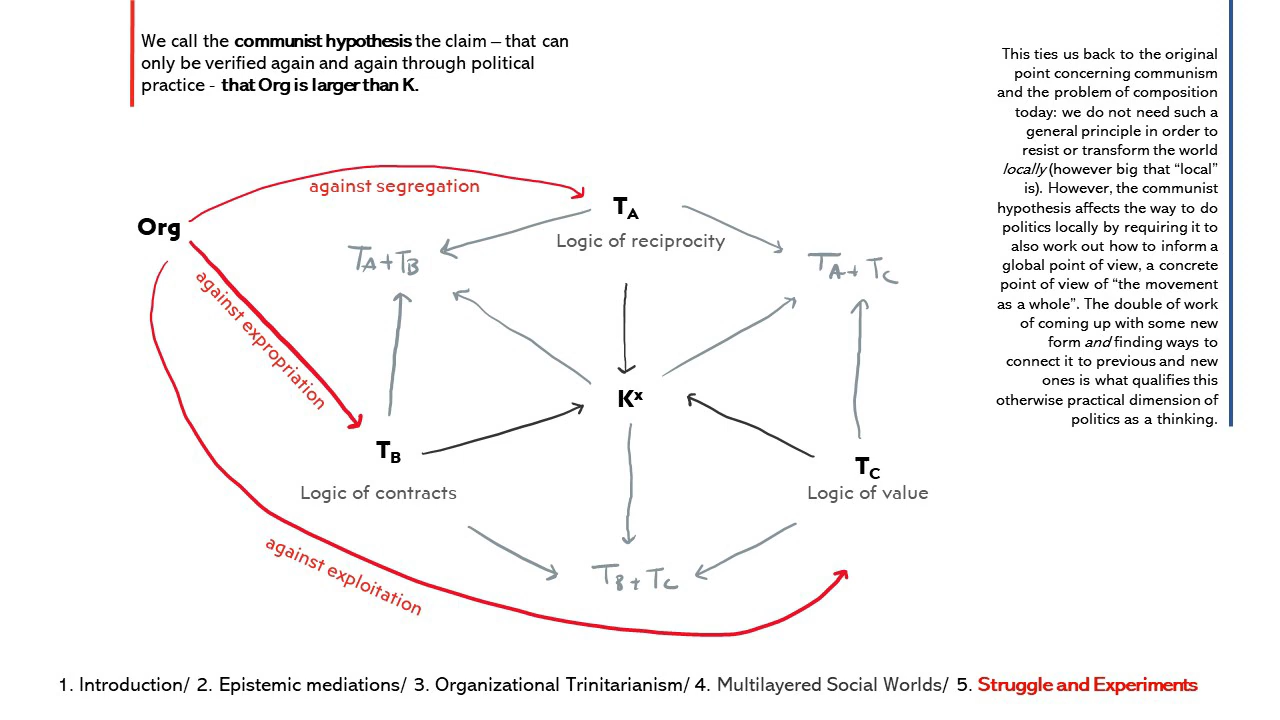 We call the communist hypothesis the claim – that can
only be verified again and again through political
practice - that Org is larger than K.
This ties us back to the original
point concerning communism
and the problem of composition
today: we do not need such a
general principle in order to
resist or transform the world
locally (however big that “local”
is). However, the communist
hypothesis affects the way to do
politics locally by requiring it to
also work out how to inform a
global point of view, a concrete
point of view of “the movement
as a whole”. The double of work
of coming up with some new
form and finding ways to
connect it to previous and new
ones is what qualifies this
otherwise practical dimension of
politics as a thinking.
against segregation
Org
TA
Logic of reciprocity
TA+TB
TA+TC
against expropriation
Kx
TB
TC
Logic of contracts
Logic of value
against exploitation
TB+TC
1. Introduction/ 2. Epistemic mediations/ 3. Organizational Trinitarianism/ 4. Multilayered Social Worlds/ 5. Struggle and Experiments